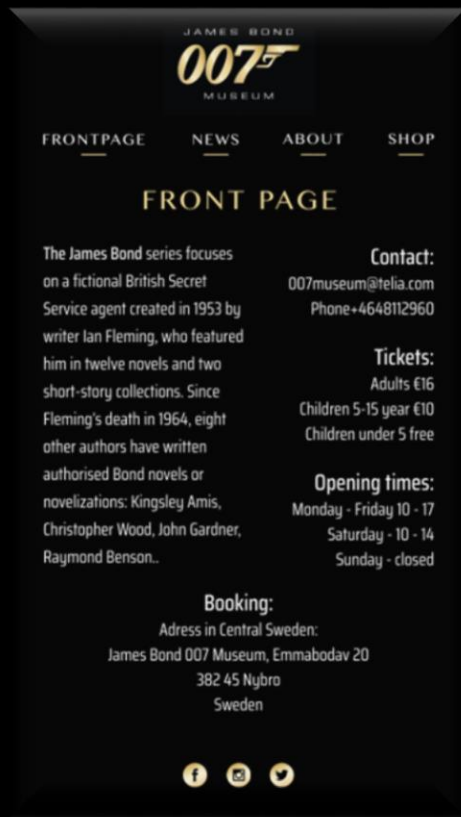 JAMES BOND
007
MUSEUM
FRONTPAGE NEWS ABOUT SHOP
FRONT PAGE
The James Bond series focuses
on a fictional British Secret
Service agent created in 1953 by
writer Ian Fleming, who featured
him in twelve novels and two
short-story collections. Since
Fleming's death in 1964, eight
other authors have written
authorised Bond novels or
novelizations: Kingsley Amis,
Christopher Wood, John Gardner,
Raymond Benson..
Contact:
007museum@telia.com
Phone+4648112960
Tickets:
Adults €16
Children 5-15 year €10
Children under 5 free
Opening times:
Monday - Friday 10 - 17
Saturday - 10 - 14
Sunday - closed
Booking:
Adress in Central Sweden:
James Bond 007 Museum, Emmabodav 20
382 45 Nybro
Sweden